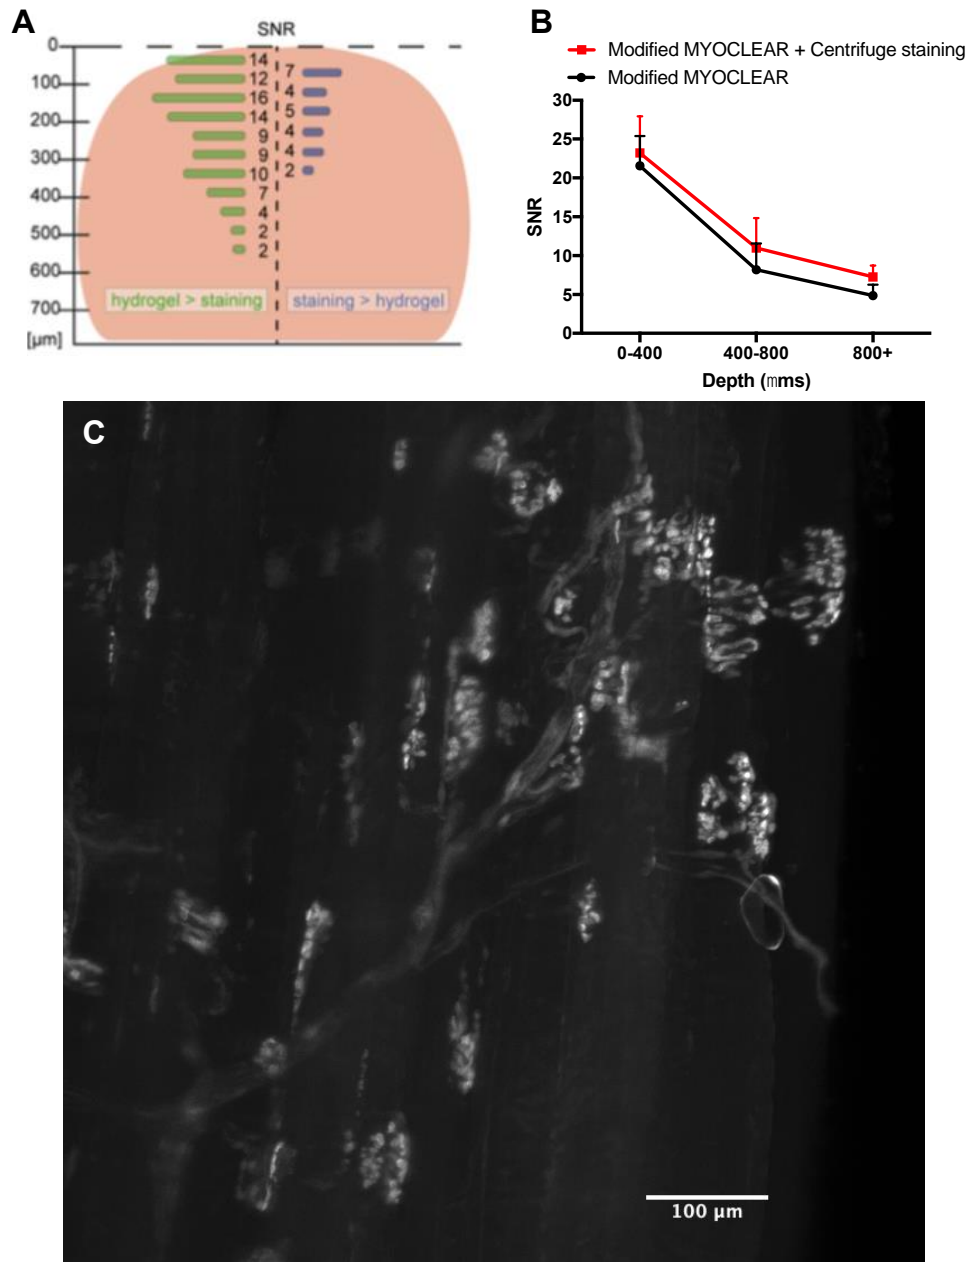 A
SNR
0
100
200
300
400
500
600
700
[µm]
14
12
16
14
9
9
10
7
4
2
2
7
4
5
4
4
2
hydrogel > staining
staining > hydrogel
B
Modified MYOCLEAR + Centrifuge staining
Modified MYOCLEAR
30
25
20
15
10
5
0
SNR
0-400
400-800
800+
Depth (mms)
C
100 µm